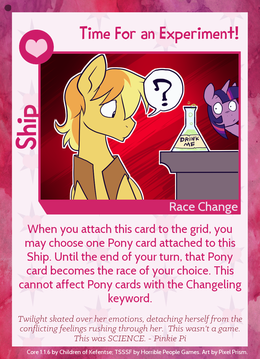 Time For an Experiment!
Ship
?
DRINK
ME
Race Change
When you attach this card to the grid, you
may choose one Pony card attached to this
Ship. Until the end of your turn, that Pony
card becomes the race of your choice. This
cannot affect Pony cards with the Changeling
keyword.
Twilight skated over her emotions, detaching herself from the
conflicting feelings rushing through her. This wasn't a game.
This was SCIENCE. - Pinkie Pi
Core 1.1.6 by Children of Kefentse; TSSSF by Horrible People Games. Art by Pixel Prism.